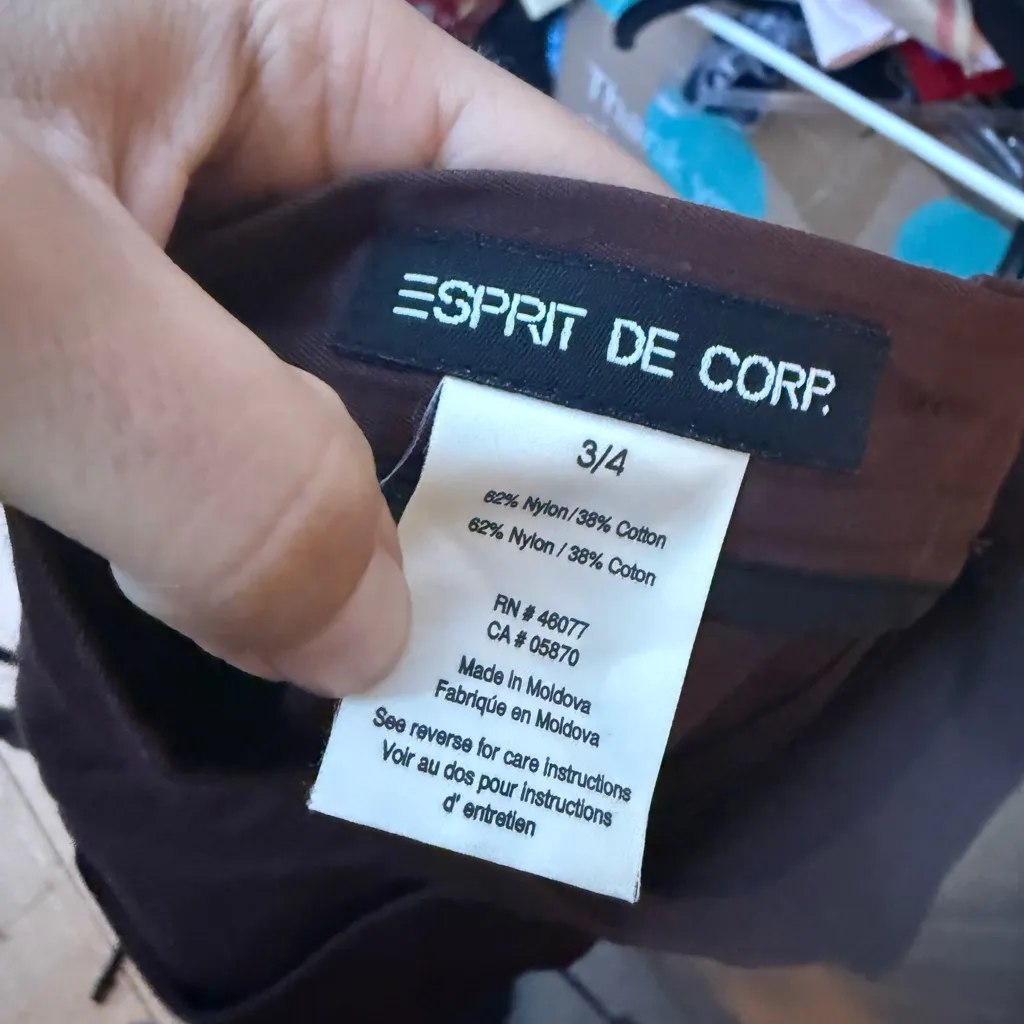 ESPRIT DE CORP.
3/4
62% Nylon/38% Cotton
62% Nylon / 38% Coton
RN # 46077
CA # 05870
Made in Moldova
Fabriqúe en Moldova
See reverse for care instructions
Voir au dos pour instructions
d' entretien